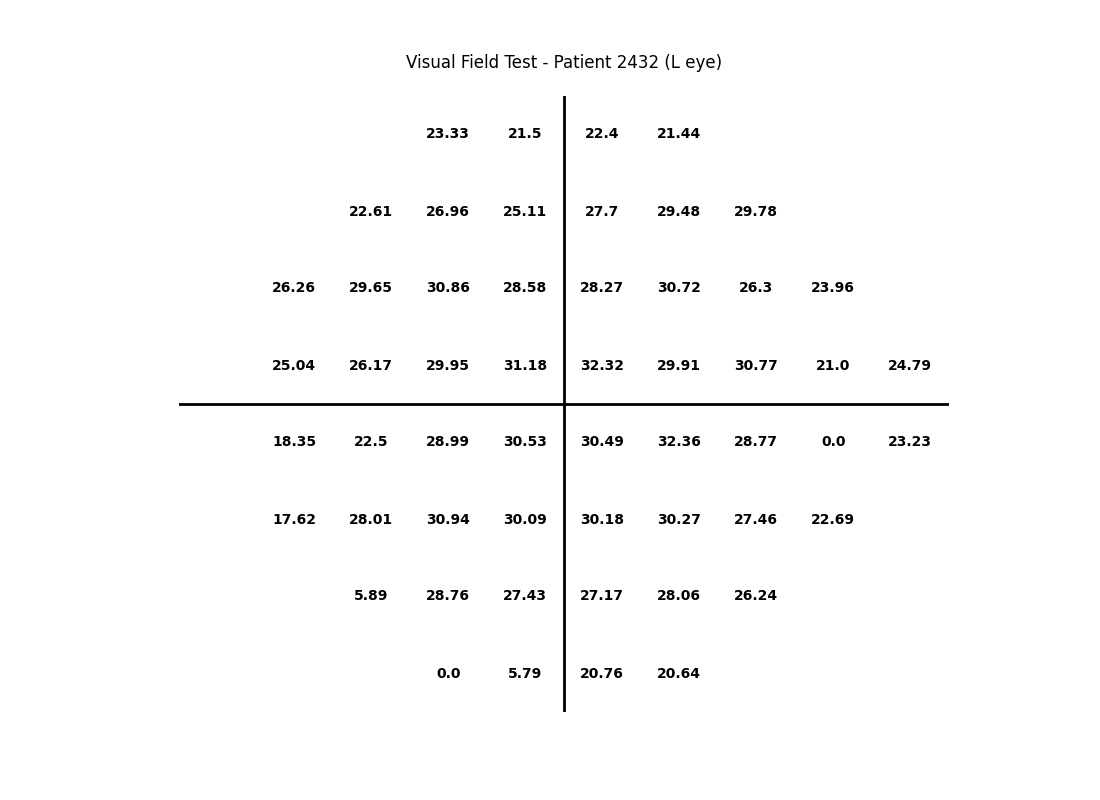 Visual Field Test - Patient 2432 (L eye)
23.33 21.5 22.4 21.44
22.61 26.96 25.11 27.7 29.48 29.78
26.26 29.65 30.86 28.58 28.27 30.72 26.3 23.96
25.04 26.17 29.95 31.18 32.32 29.91 30.77 21.0 24.79
18.35 22.5 28.99 30.53 30.49 32.36 28.77 0.0 23.23
17.62 28.01 30.94 30.09 30.18 30.27 27.46 22.69
5.89 28.76 27.43 27.17 28.06 26.24
0.0 5.79 20.76 20.64